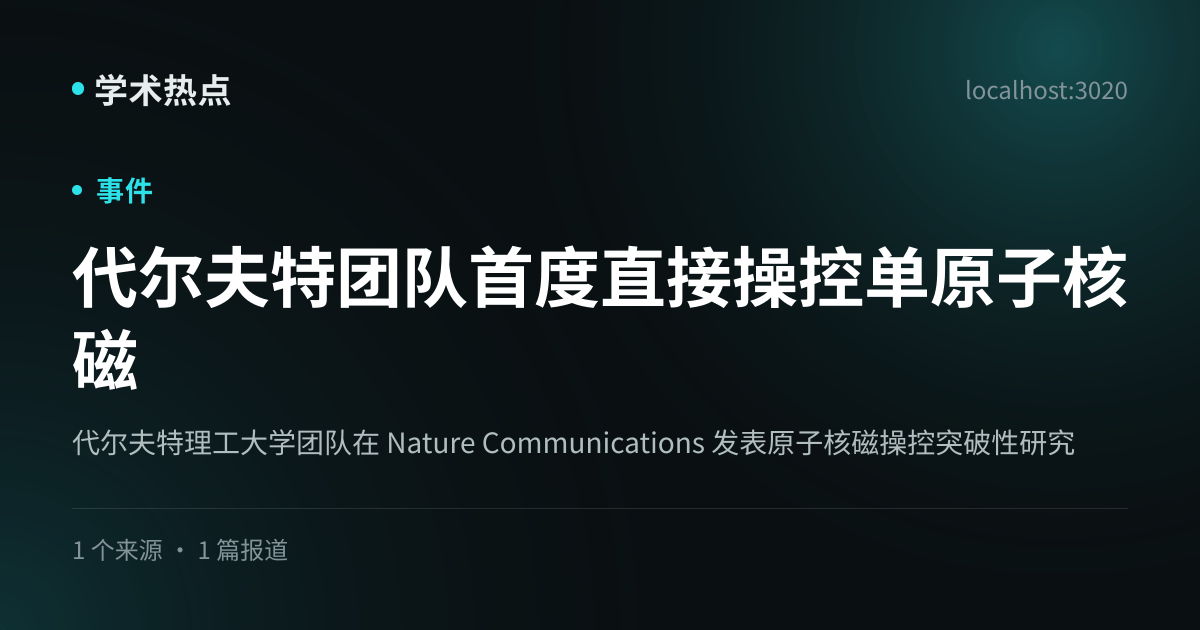 学术热点
localhost:3020
事件
代尔夫特团队首度直接操控单原子核
磁
代尔夫特理工大学团队在 Nature Communications 发表原子核磁操控突破性研究
1 个来源 · 1 篇报道